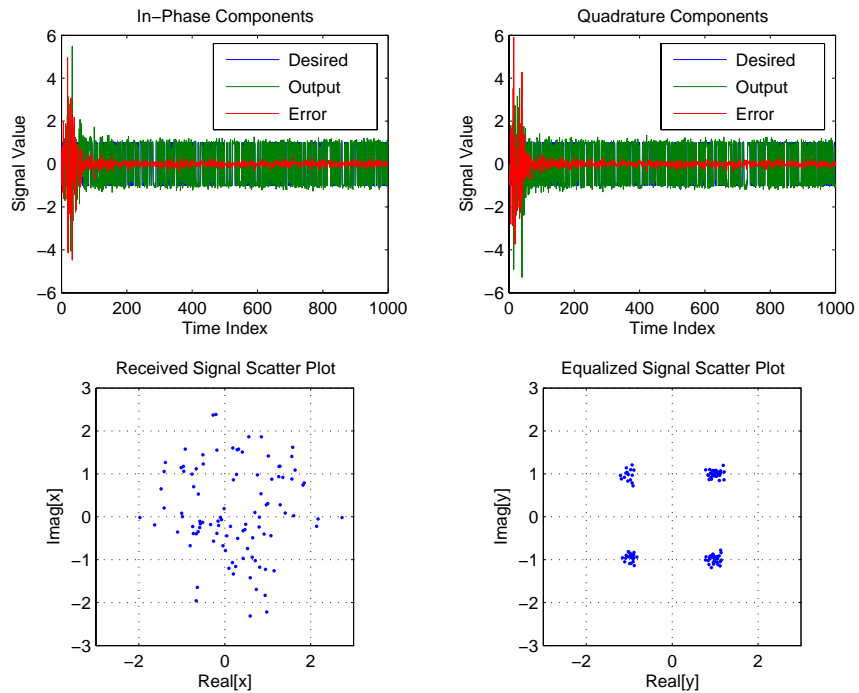 In−Phase Components
6
4
2
0
−2
−4
−6
0
200
400
600
800
1000
Signal Value
Time Index
Desired
Output
Error
Quadrature Components
6
4
2
0
−2
−4
−6
0
200
400
600
800
1000
Signal Value
Time Index
Desired
Output
Error
Received Signal Scatter Plot
3
2
1
0
−1
−2
−3
−2
0
2
Imag[x]
Real[x]
Equalized Signal Scatter Plot
3
2
1
0
−1
−2
−3
−2
0
2
Imag[y]
Real[y]